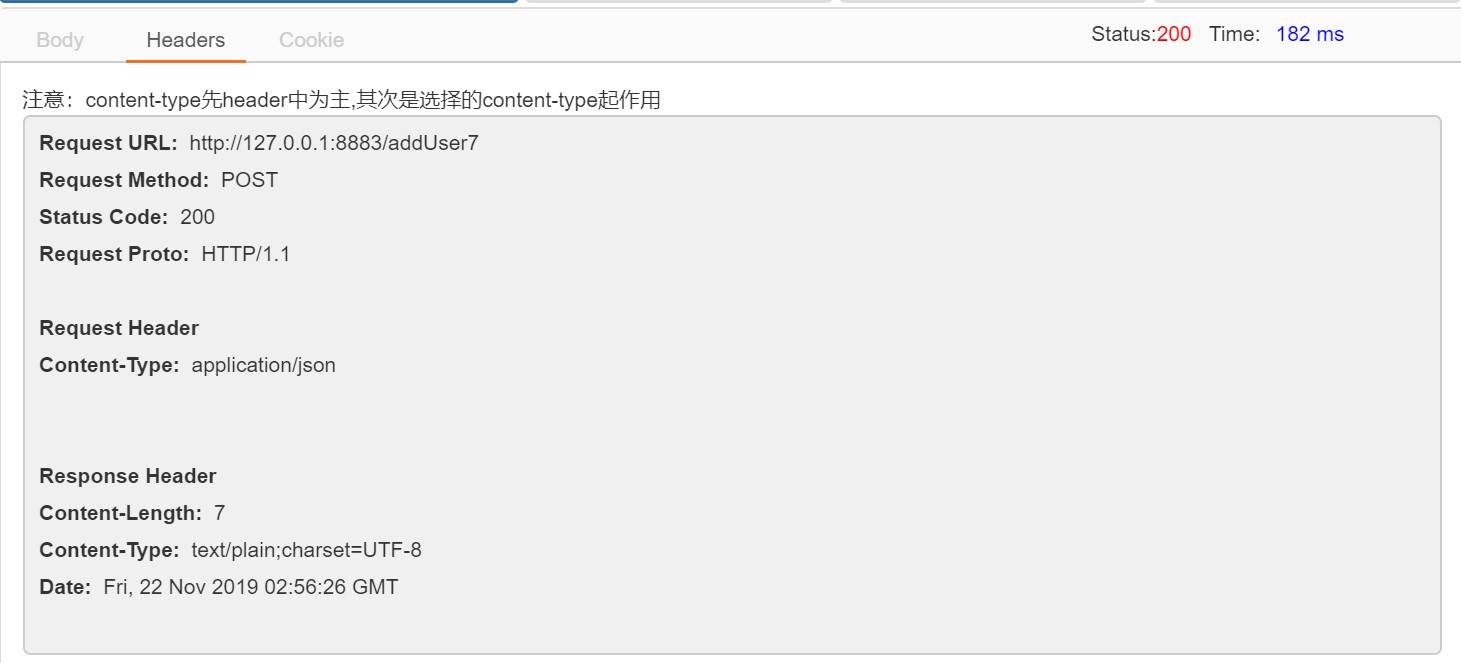 Body Headers Cookie Status:200 Time: 182 ms
注意：content-type先header中为主,其次是选择的content-type起作用
Request URL: http://127.0.0.1:8883/addUser7
Request Method: POST
Status Code: 200
Request Proto: HTTP/1.1
Request Header
Content-Type: application/json
Response Header
Content-Length: 7
Content-Type: text/plain;charset=UTF-8
Date: Fri, 22 Nov 2019 02:56:26 GMT